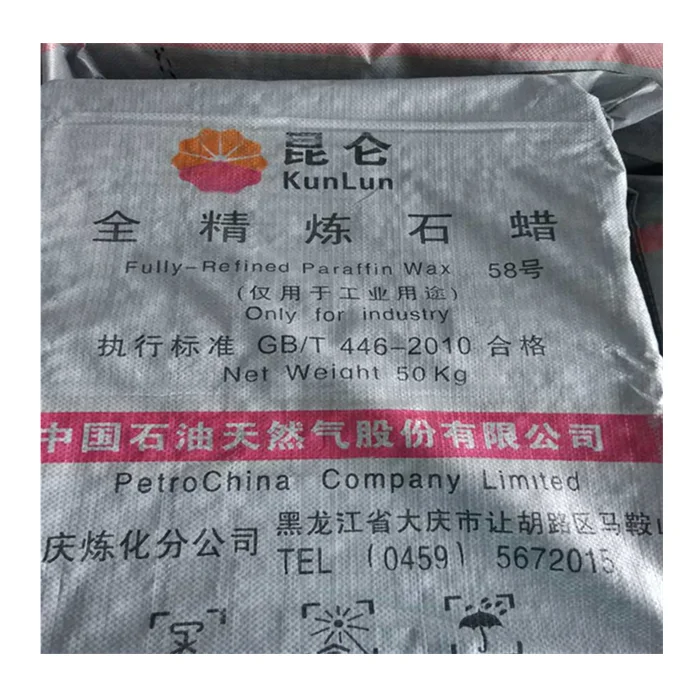 昆仑
KunLun
全精炼石蜡
Fully-Refined Paraffin Wax 58号
(仅用于工业用途)
Only for industry
执行标准 GB/T 446-2010 合格
Net Weight 50Kg
中国石油天然气股份有限公司
PetroChina Company Limited
庆炼化分公司
黑龙江省大庆市让胡路区马鞍山
TEL (0459) 5672015